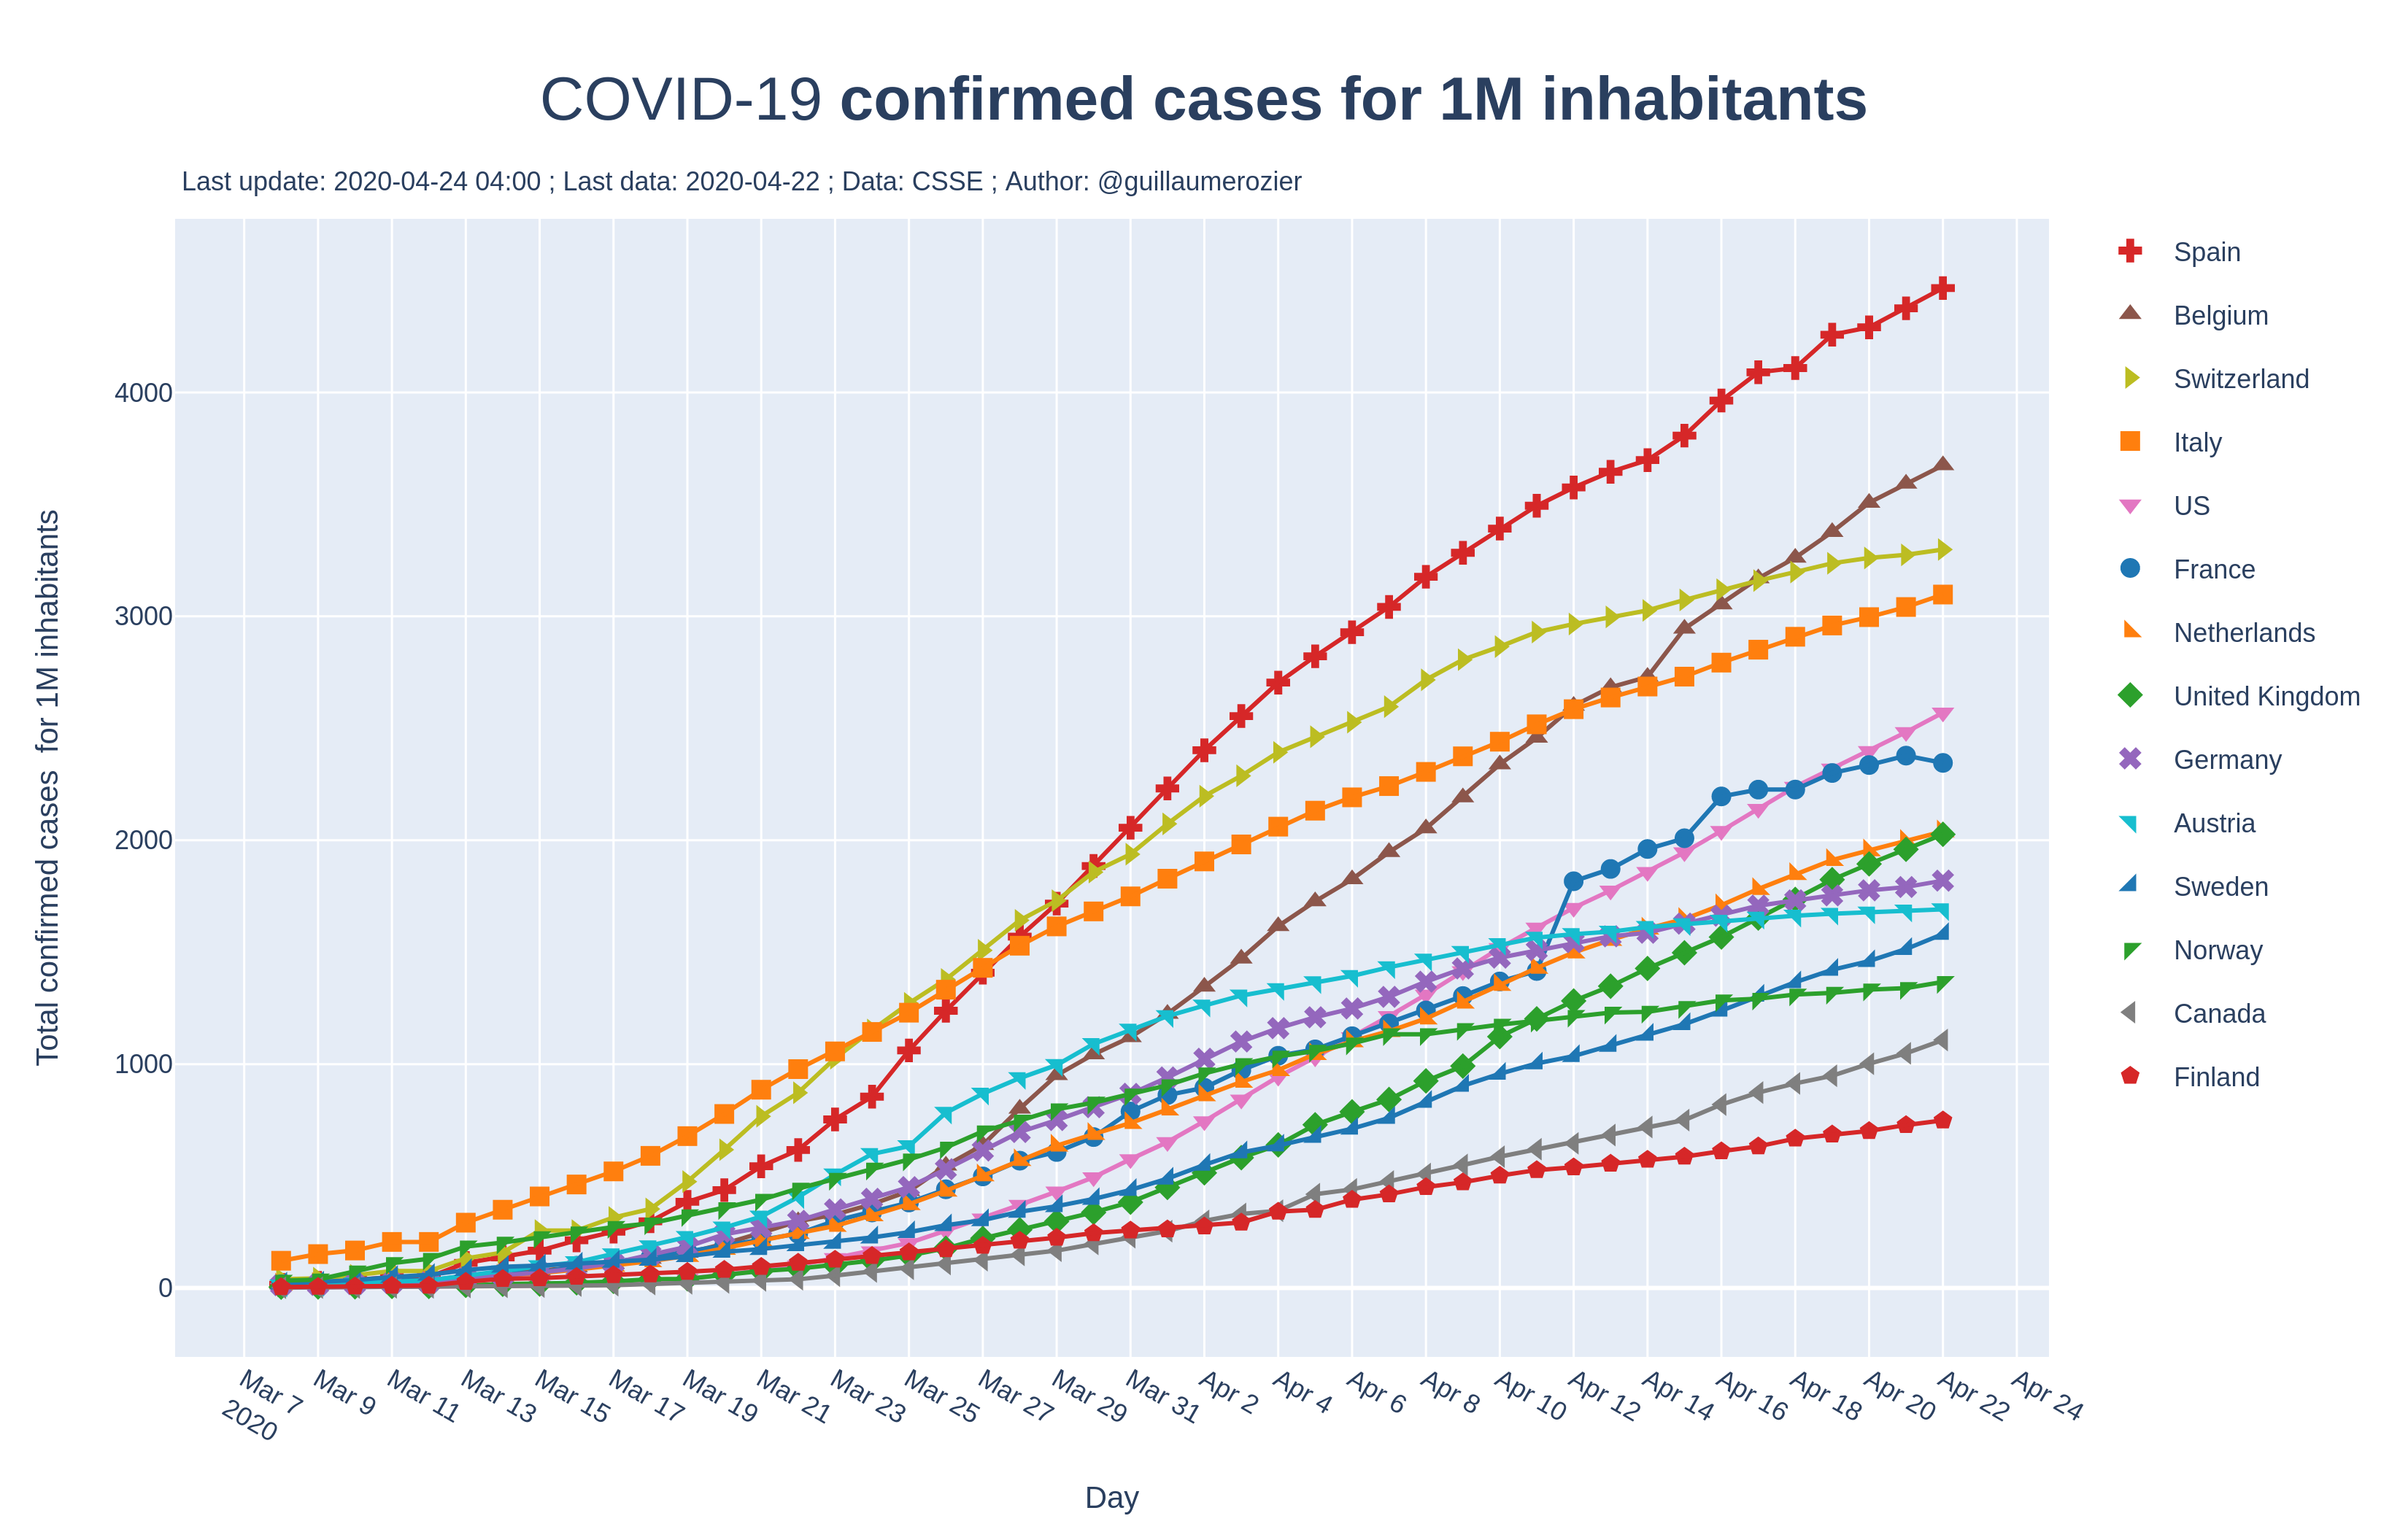 COVID-19 confirmed cases for 1M inhabitants
Last update: 2020-04-24 04:00 ; Last data: 2020-04-22 ; Data: CSSE ; Author: @guillaumerozier
Total confirmed cases for 1M inhabitants
4000
3000
2000
1000
0
Mar 7
2020
Mar 9
Mar 11
Mar 13
Mar 15
Mar 17
Mar 19
Mar 21
Mar 23
Mar 25
Mar 27
Mar 29
Mar 31
Apr 2
Apr 4
Apr 6
Apr 8
Apr 10
Apr 12
Apr 14
Apr 16
Apr 18
Apr 20
Apr 22
Apr 24
Day
Spain
Belgium
Switzerland
Italy
US
France
Netherlands
United Kingdom
Germany
Austria
Sweden
Norway
Canada
Finland